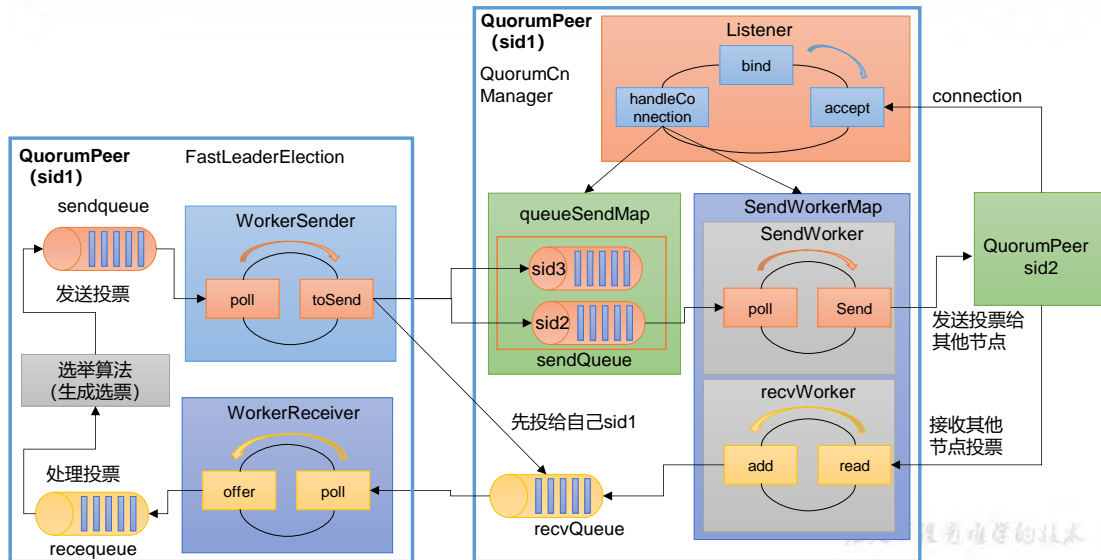 QuorumPeer
（sid1）
QuorumCn
Manager
Listener
bind
handleCo
nnection
accept
connection
QuorumPeer
（sid1）
FastLeaderElection
sendqueue
发送投票
选举算法
（生成选票）
处理投票
recequeue
WorkerSender
poll
toSend
WorkerReceiver
offer
poll
先投给自己sid1
queueSendMap
sid3
sid2
sendQueue
recvQueue
SendWorkerMap
SendWorker
poll
Send
recvWorker
add
read
QuorumPeer
sid2
发送投票给
其他节点
接收其他
节点投票
学的技术